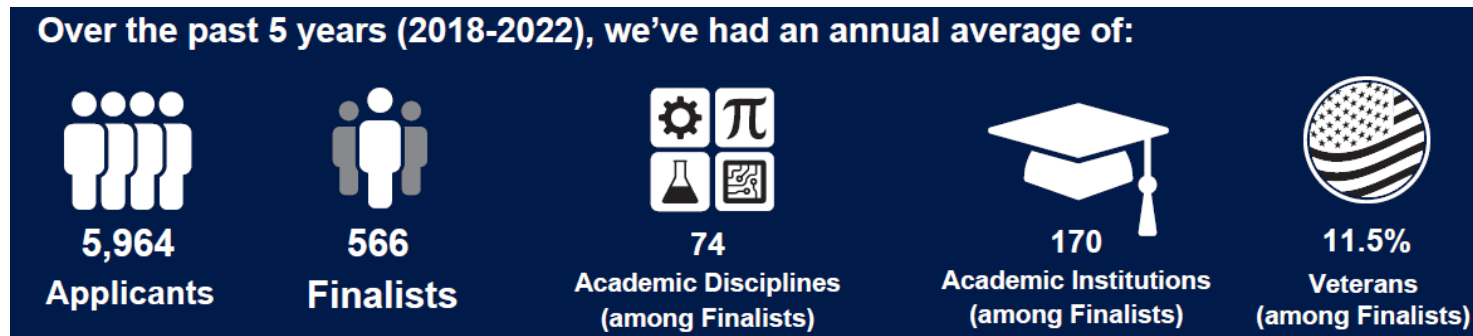 Over the past 5 years (2018-2022), we've had an annual average of:
π
5,964
Applicants
566
Finalists
74
Academic Disciplines
(among Finalists)
170
Academic Institutions
(among Finalists)
11.5%
Veterans
(among Finalists)